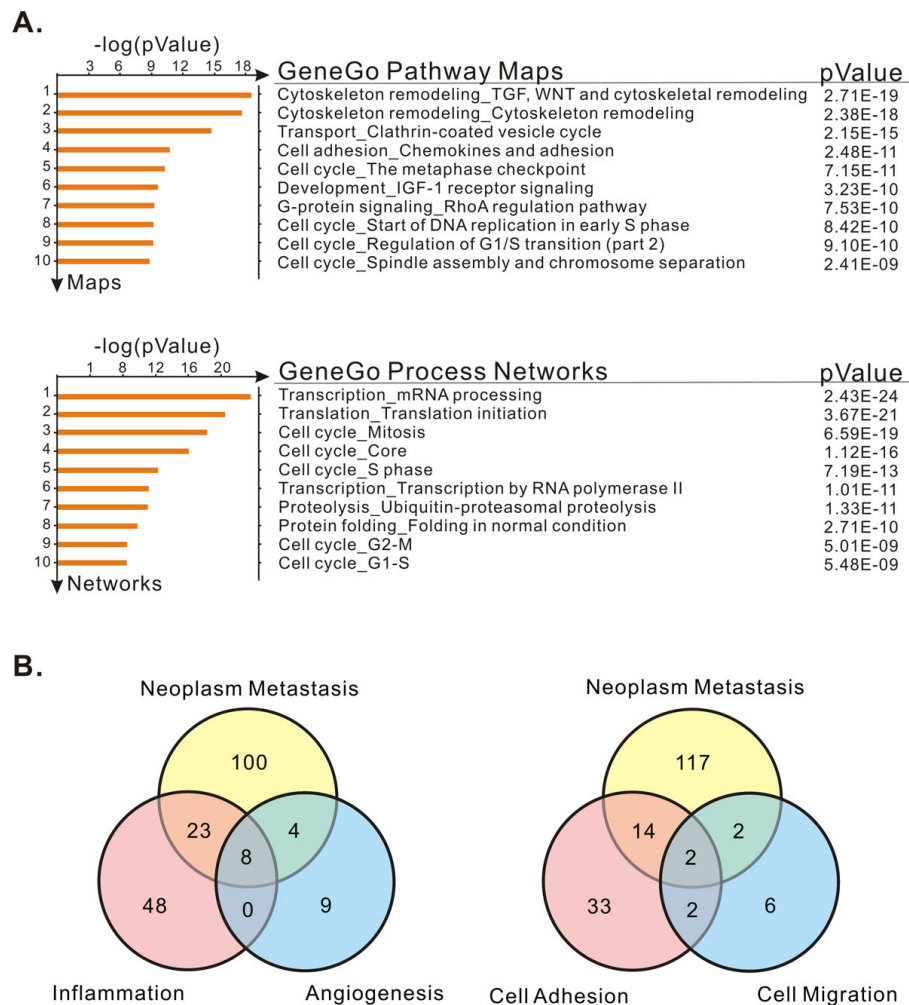 A.
-log(pValue)
3 6 9 12 15 18
GeneGo Pathway Maps pValue
1 Cytoskeleton remodeling_TGF, WNT and cytoskeletal remodeling 2.71E-19
2 Cytoskeleton remodeling_Cytoskeleton remodeling 2.38E-18
3 Transport_Clathrin-coated vesicle cycle 2.15E-15
4 Cell adhesion_Chemokines and adhesion 2.48E-11
5 Cell cycle_The metaphase checkpoint 7.15E-11
6 Development_IGF-1 receptor signaling 3.23E-10
7 G-protein signaling_RhoA regulation pathway 7.53E-10
8 Cell cycle_Start of DNA replication in early S phase 8.42E-10
9 Cell cycle_Regulation of G1/S transition (part 2) 9.10E-10
10 Cell cycle_Spindle assembly and chromosome separation 2.41E-09
Maps
-log(pValue)
1 8 12 16 20
GeneGo Process Networks pValue
1 Transcription_mRNA processing 2.43E-24
2 Translation_Translation initiation 3.67E-21
3 Cell cycle_Mitosis 6.59E-19
4 Cell cycle_Core 1.12E-16
5 Cell cycle_S phase 7.19E-13
6 Transcription_Transcription by RNA polymerase II 1.01E-11
7 Proteolysis_Ubiquitin-proteasomal proteolysis 1.33E-11
8 Protein folding_Folding in normal condition 2.71E-10
9 Cell cycle_G2-M 5.01E-09
10 Cell cycle_G1-S 5.48E-09
Networks
B.
Neoplasm Metastasis
100
23 4
8
48 0 9
Inflammation Angiogenesis
Neoplasm Metastasis
117
14 2
2
33 2 6
Cell Adhesion Cell Migration